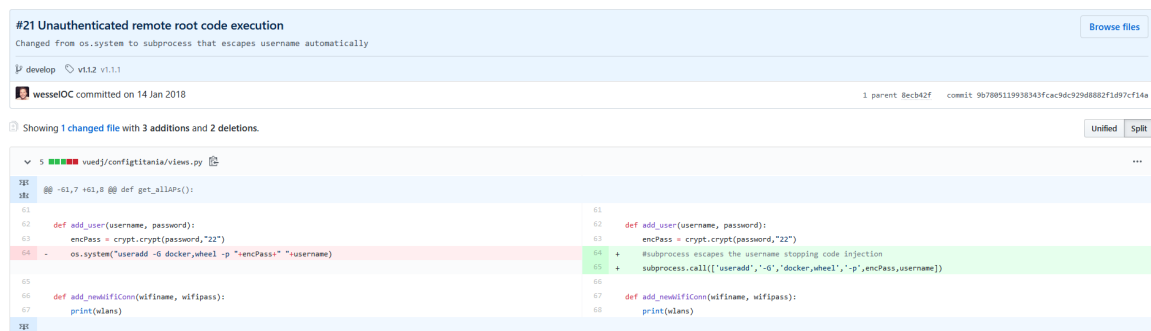 #21 Unauthenticated remote root code execution
Browse files
Changed from os.system to subprocess that escapes username automatically
develop v1.1.2 v1.1.1
wesselOC committed on 14 Jan 2018
1 parent 8ecb42f commit 9b7805119938343fcac9dc929d8882f1d97cf14a
Showing 1 changed file with 3 additions and 2 deletions.
Unified Split
5 vuedj/configtitania/views.py
@@ -61,7 +61,8 @@ def get_allAPs():
61 61
62 def add_user(username, password): 62 def add_user(username, password):
63 encPass = crypt.crypt(password,"22") 63 encPass = crypt.crypt(password,"22")
64 - os.system("useradd -G docker,wheel -p "+encPass+" "+username) 64 + #subprocess escapes the username stopping code injection
65 + subprocess.call(['useradd','-G','docker,wheel','-p',encPass,username])
65 66
66 def add_newWifiConn(wifiname, wifipass): 67 def add_newWifiConn(wifiname, wifipass):
67 print(wlans) 68 print(wlans)